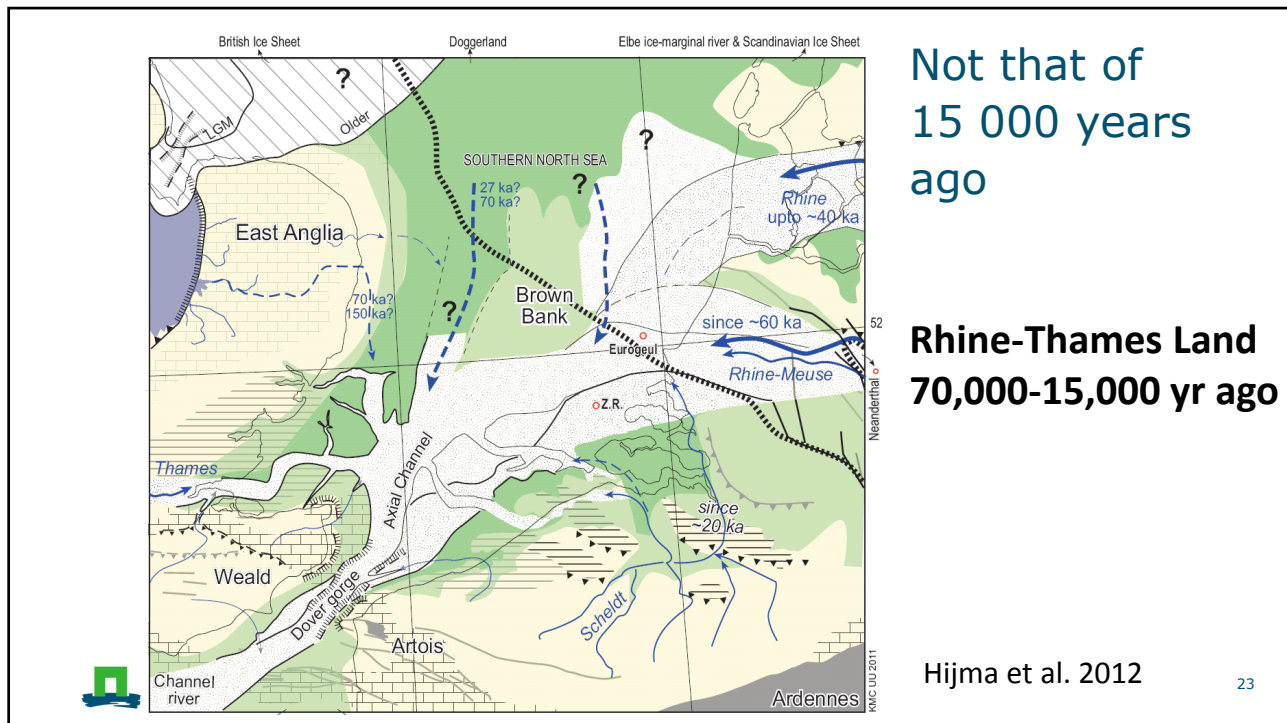 British Ice Sheet
Doggerland
Elbe ice-marginal river & Scandinavian Ice Sheet
Not that of
15 000 years
ago
?
LGM
Older
SOUTHERN NORTH SEA
?
?
27 ka?
70 ka?
Rhine
upto ~40 ka
East Anglia
70 ka?
150 ka?
?
Brown
Bank
since ~60 ka
52
Eurogeul
Rhine-Meuse
Neanderthal
Rhine-Thames Land
70,000-15,000 yr ago
Z.R.
Thames
Axial Channel
since
~20 ka
Weald
Dover gorge
Scheldt
Artois
Channel
river
Ardennes
KMC UU 2011
Hijma et al. 2012
23